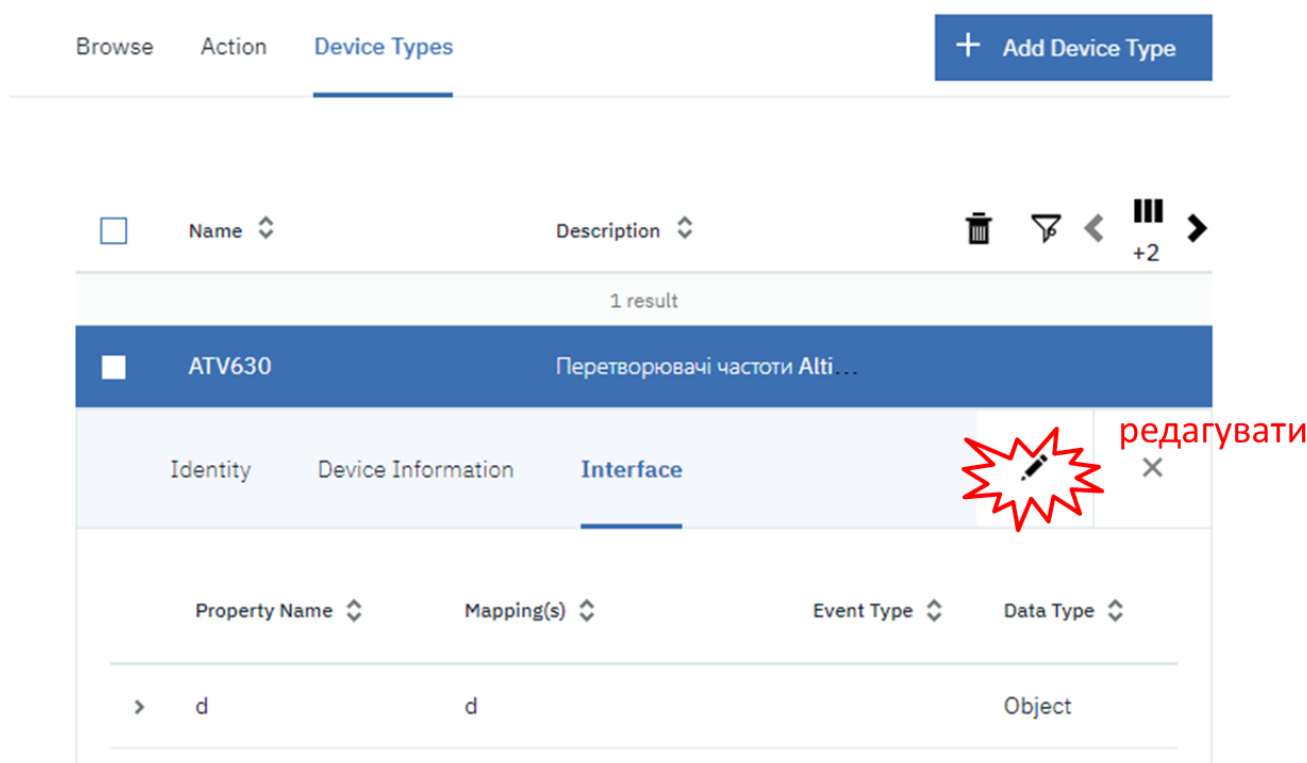 Browse Action Device Types + Add Device Type
Name Description +2
1 result
ATV630 Перетворювачі частоти Alti...
редагувати
Identity Device Information Interface
Property Name Mapping(s) Event Type Data Type
d d Object